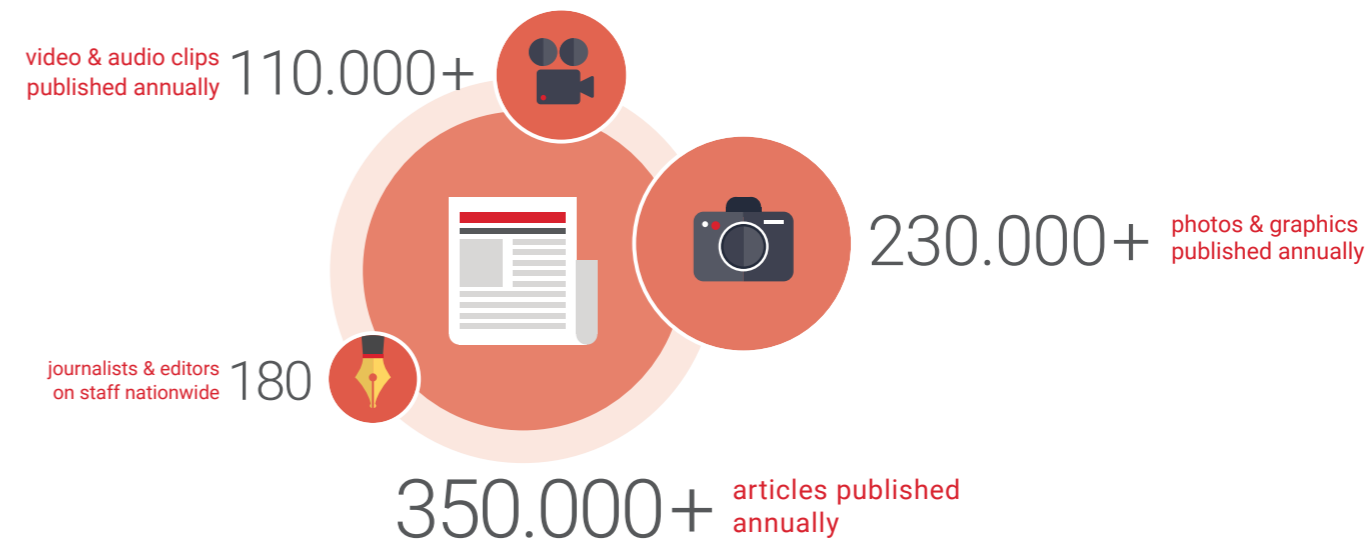 video & audio clips
published annually
110.000+
230.000+
photos & graphics
published annually
journalists & editors
on staff nationwide
180
350.000+
articles published
annually